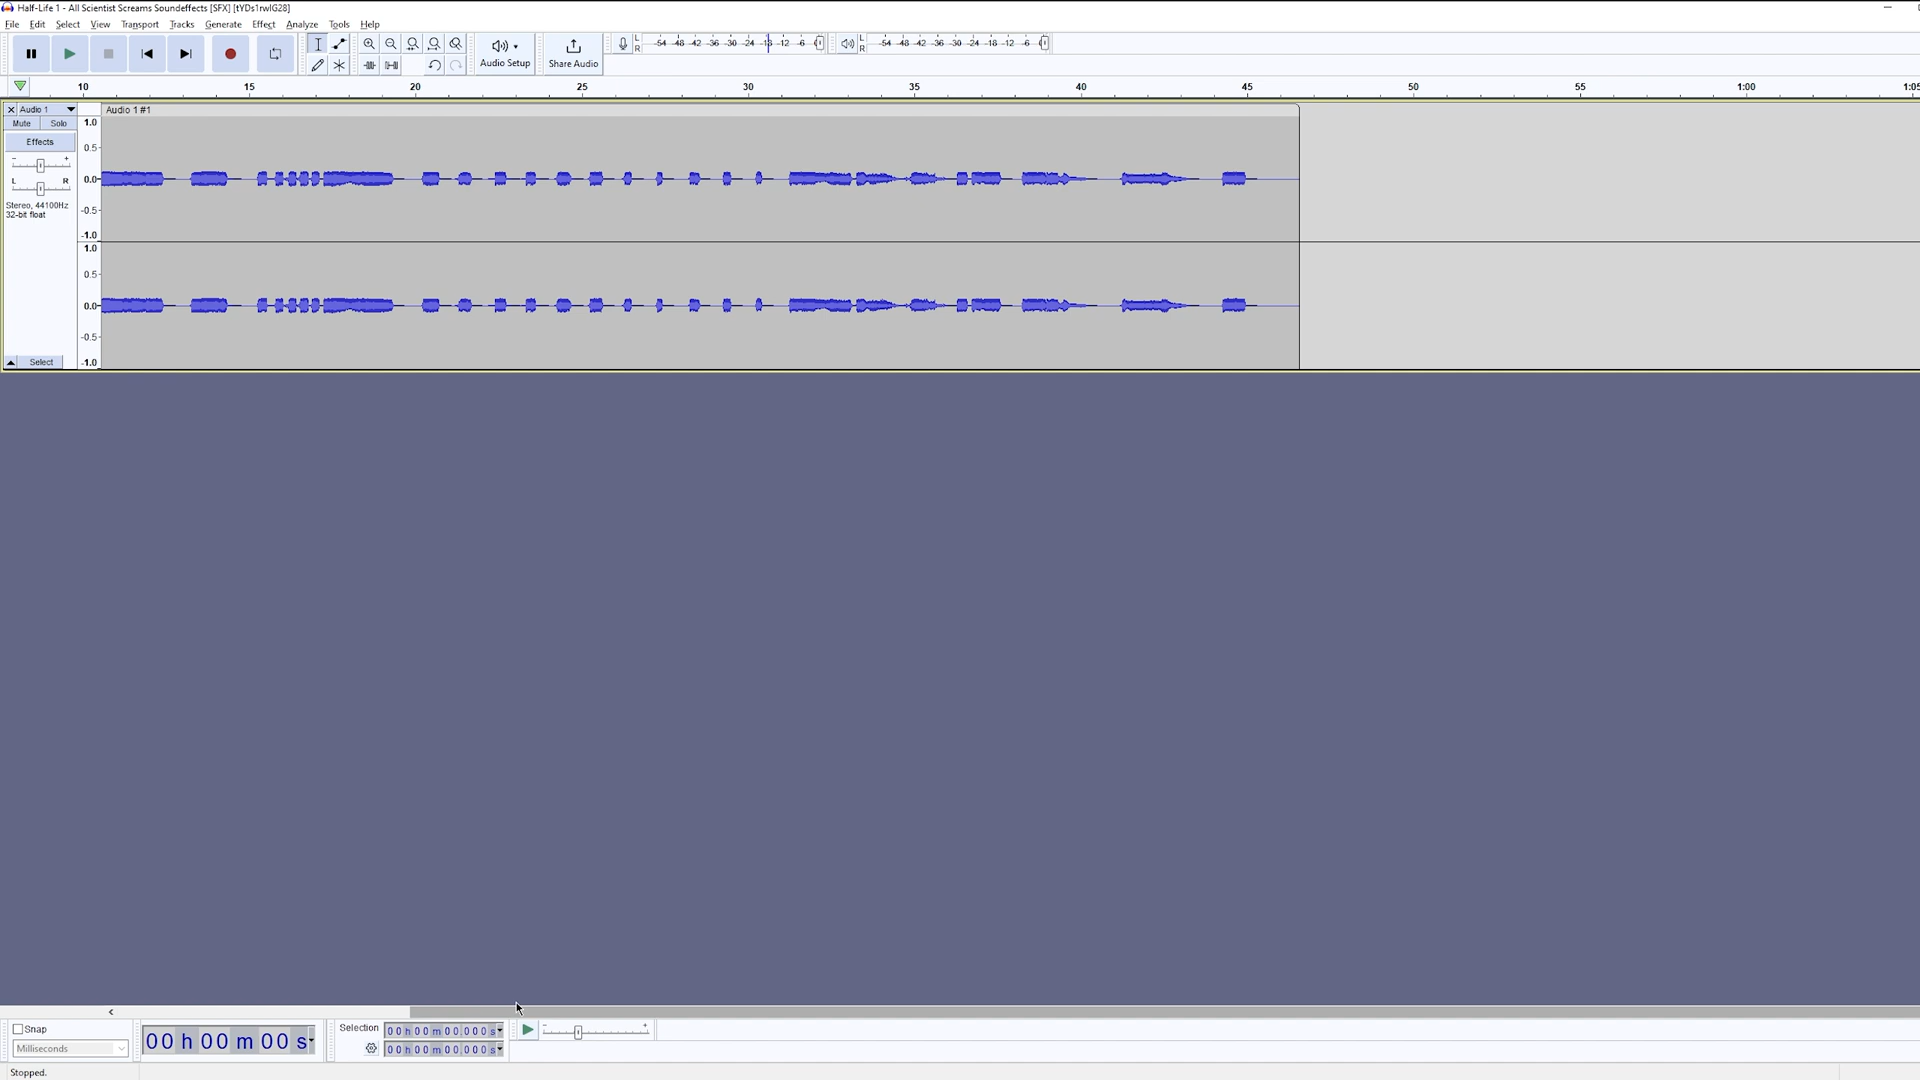 Half-Life 1 - All Scientist Screams Soundeffects [SFX] [tYDs1rwIG28]
File Edit Select View Transport Tracks Generate Effect Analyze Tools Help
Audio Setup
Share Audio
L
R
-54 -48 -42 -36 -30 -24 -18 -12 -6 0
L
R
-54 -48 -42 -36 -30 -24 -18 -12 -6 0
10 15 20 25 30 35 40 45 50 55 1:00 1:05
Audio 1
Audio 1 #1
Mute Solo
Effects
- +
L R
Stereo, 44100Hz
32-bit float
Select
1.0
0.5
0.0
-0.5
-1.0
1.0
0.5
0.0
-0.5
-1.0
Snap
Milliseconds
00 h 00 m 00 s
Selection
00 h 00 m 00.000 s
00 h 00 m 00.000 s
- +
Stopped.